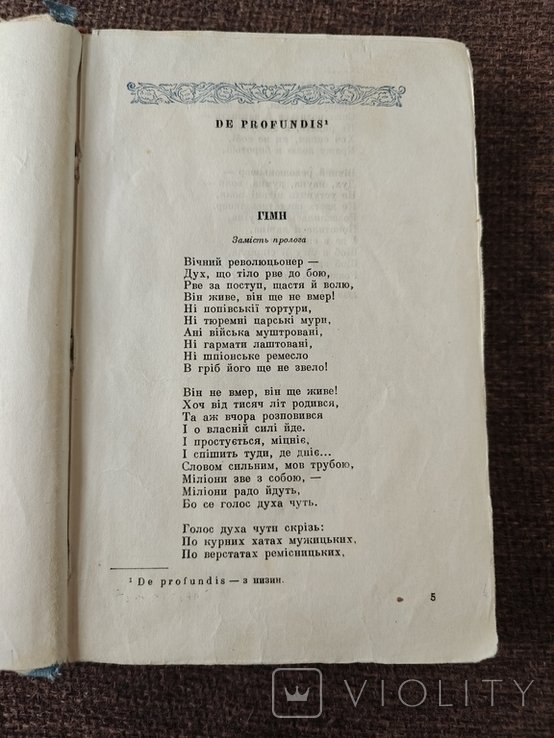 DE PROFUNDIS¹
ГІМН
Замість пролога
Вічний революцьонер —
Дух, що тіло рве до бою,
Рве за поступ, щастя й волю,
Він живе, він ще не вмер!
Ні попівськії тортури,
Ні тюремні царські мури,
Ані війська муштровані,
Ні гармати лаштовані,
Ні шпіонське ремесло
В гріб його ще не звело!
Він не вмер, він ще живе!
Хоч від тисяч літ родився,
Та аж вчора розповився
І о власній силі йде.
І простується, міцніє,
І спішить туди, де дніє...
Словом сильним, мов трубою,
Міліони зве з собою, —
Міліони радо йдуть,
Бо се голос духа чуть.
Голос духа чути скрізь:
По курних хатах мужицьких,
По верстатах ремісницьких,
¹ De profundis — з низин.
5
VIOLITY